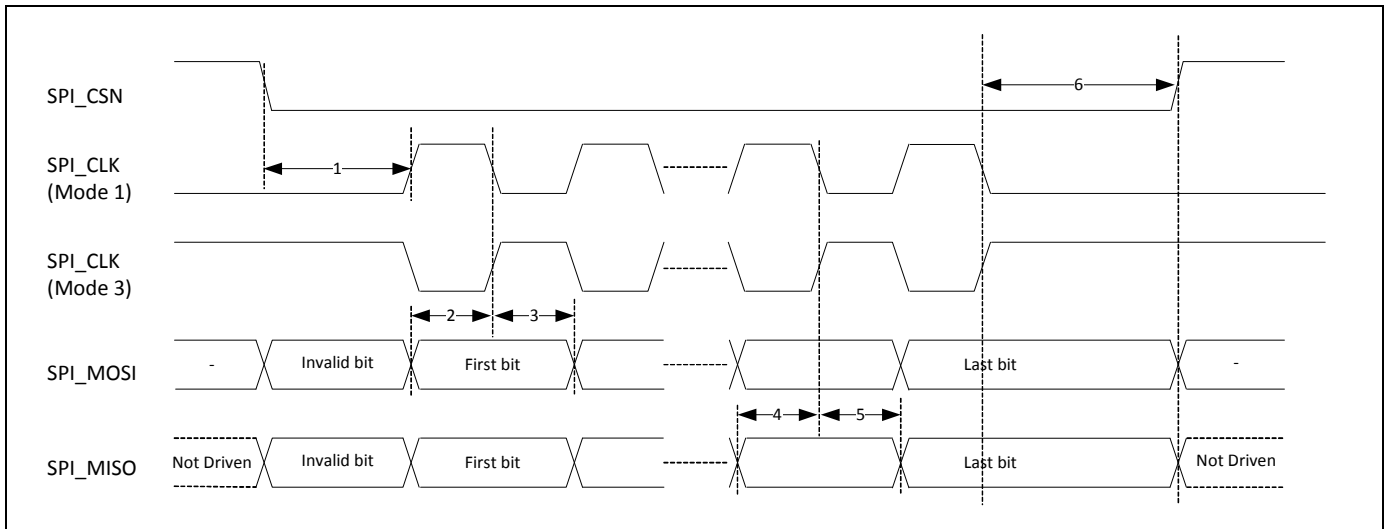 SPI_CSN
6
SPI_CLK
(Mode 1)
1
SPI_CLK
(Mode 3)
2
3
SPI_MOSI
-
Invalid bit
First bit
Last bit
-
4
5
SPI_MISO
Not Driven
Invalid bit
First bit
Last bit
Not Driven